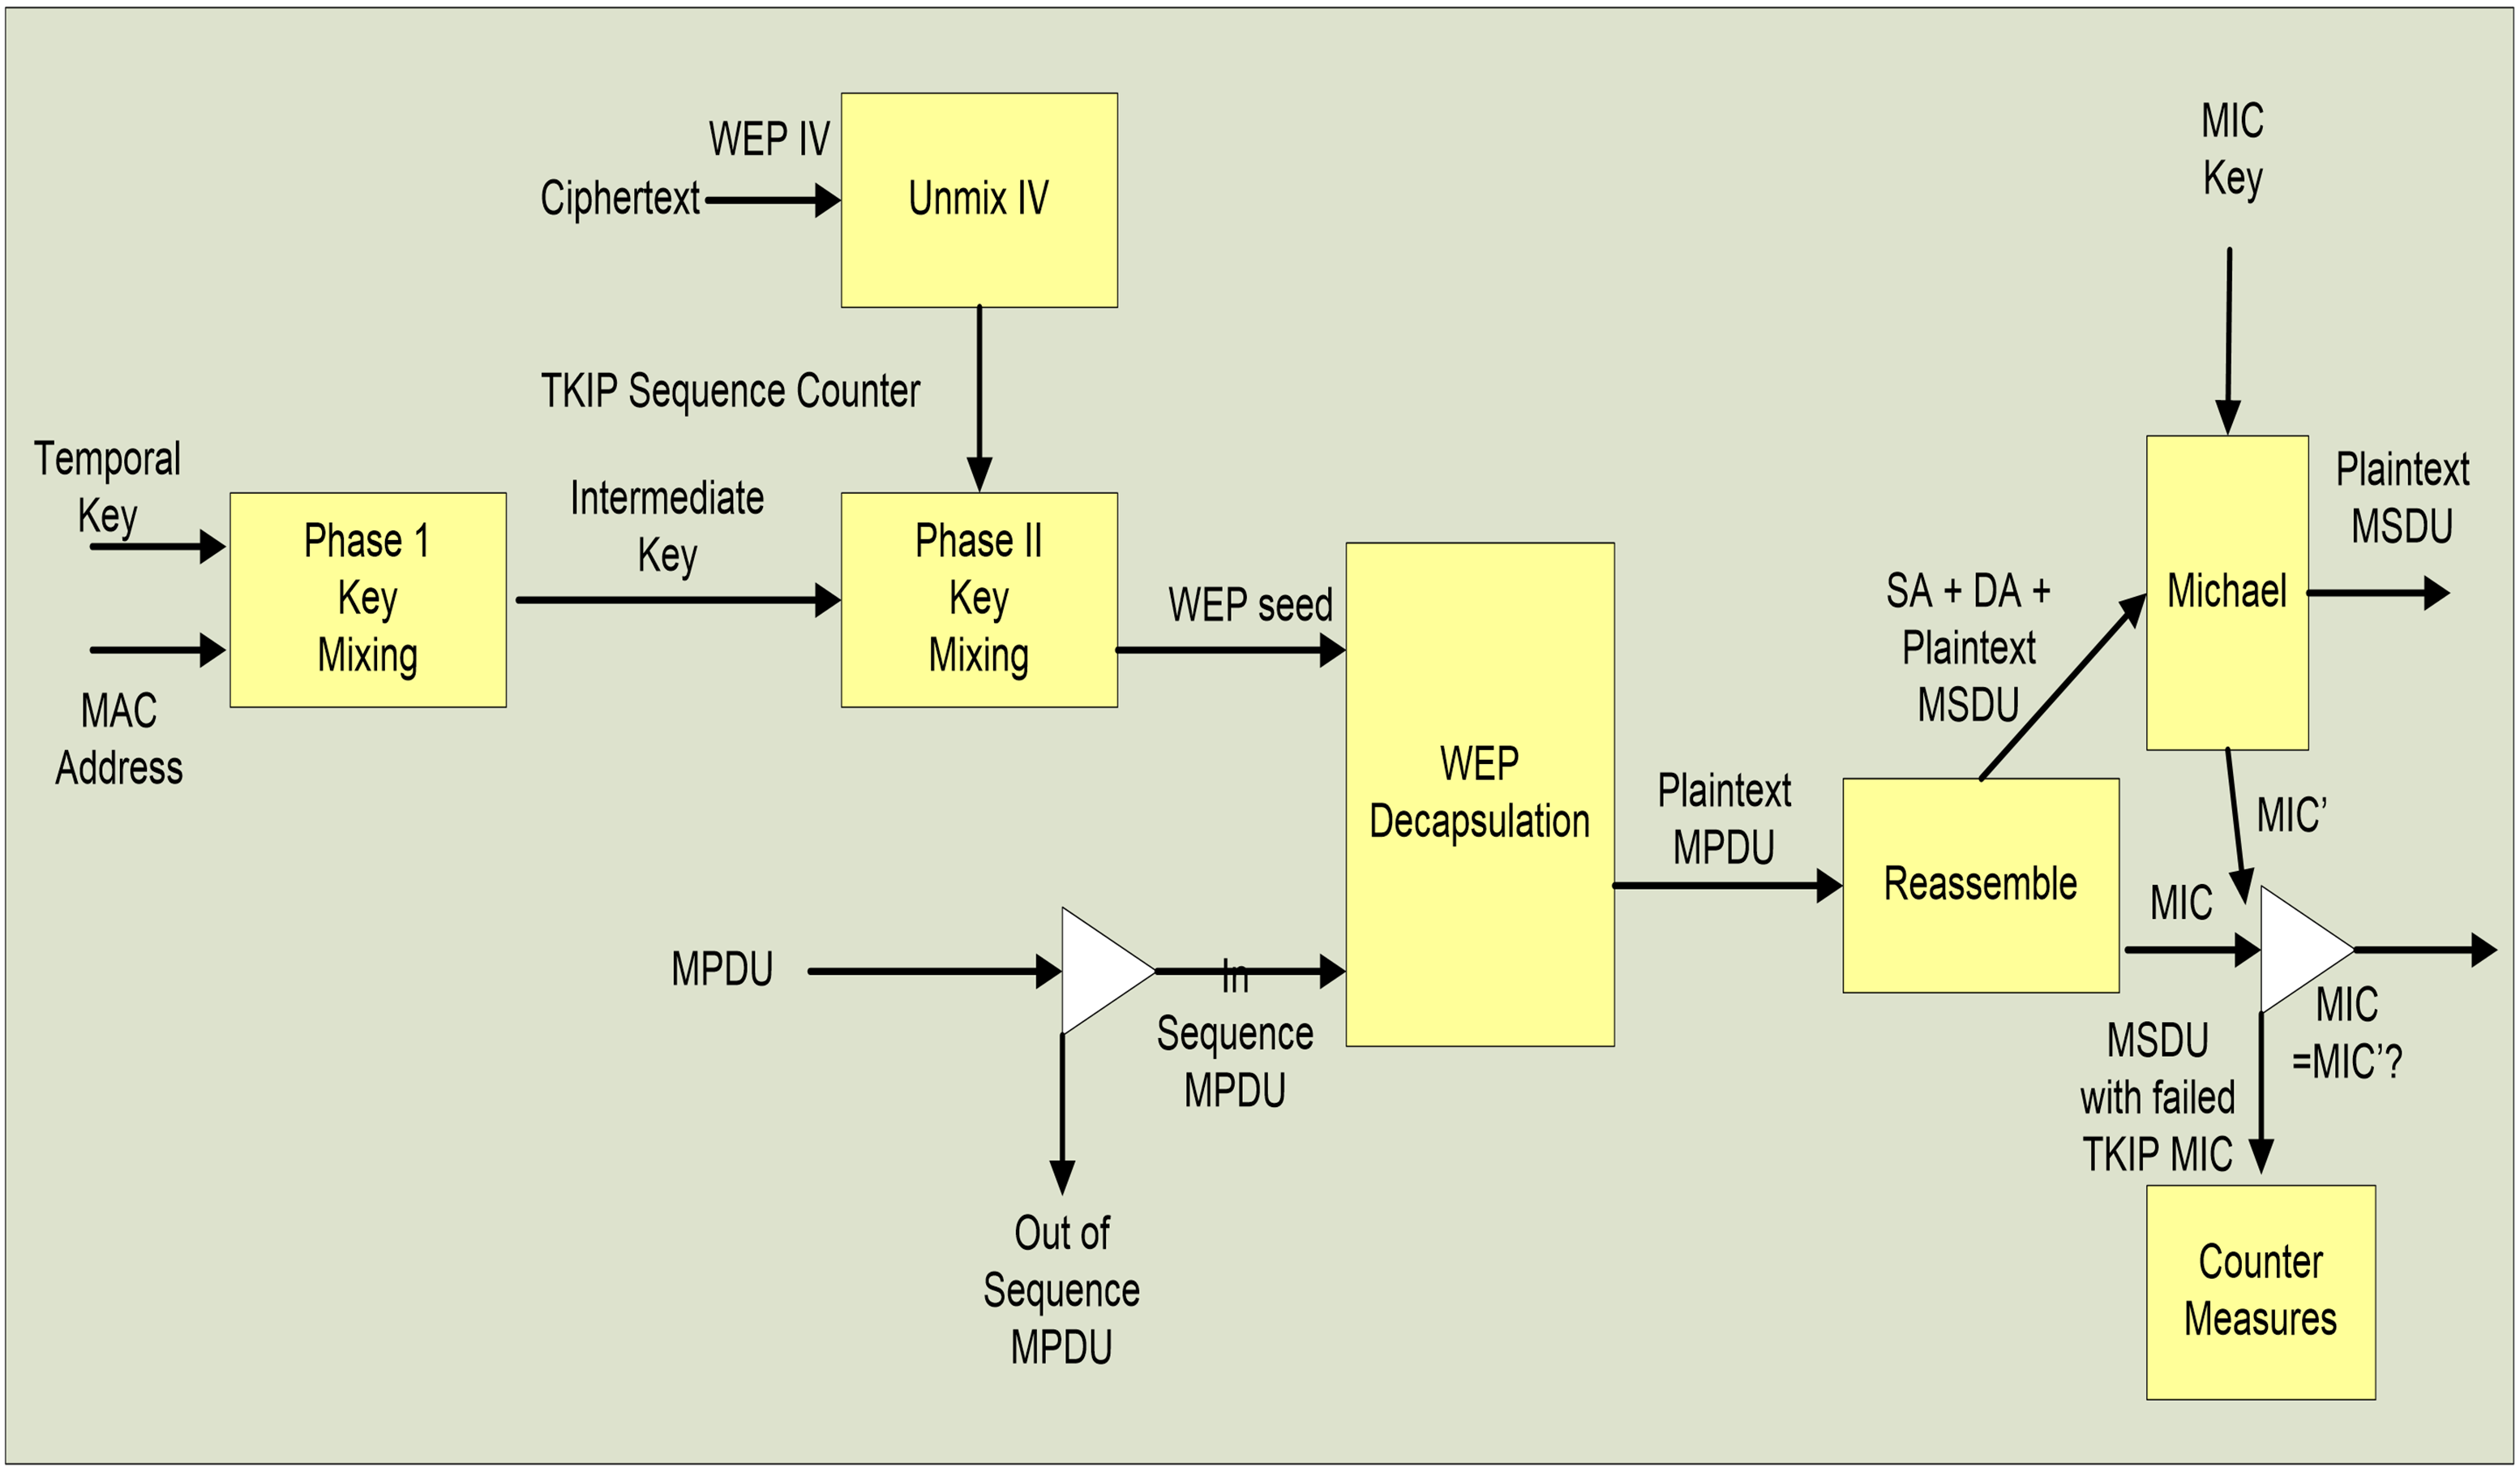 WEP IV
Ciphertext
Unmix IV
MIC
Key
TKIP Sequence Counter
Temporal
Key
MAC
Address
Phase 1
Key
Mixing
Intermediate
Key
Phase II
Key
Mixing
WEP seed
WEP
Decapsulation
MPDU
In
Sequence
MPDU
Out of
Sequence
MPDU
Plaintext
MPDU
Reassemble
SA + DA +
Plaintext
MSDU
Michael
Plaintext
MSDU
MIC’
MIC
MIC
=MIC’?
MSDU
with failed
TKIP MIC
Counter
Measures